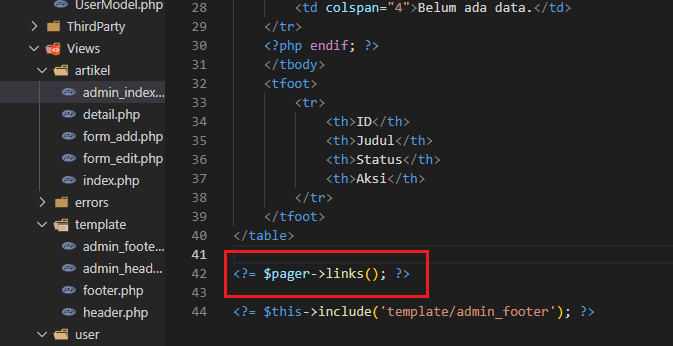 UserModel.php
ThirdParty
Views
artikel
admin_index...
detail.php
form_add.php
form_edit.php
index.php
errors
template
admin_foote...
admin_head...
footer.php
header.php
user
28 <td colspan="4">Belum ada data.</td>
29 </tr>
30 <?php endif; ?>
31 </tbody>
32 <tfoot>
33 <tr>
34 <th>ID</th>
35 <th>Judul</th>
36 <th>Status</th>
37 <th>Aksi</th>
38 </tr>
39 </tfoot>
40 </table>
41
42 <?= $pager->links(); ?>
43
44 <?= $this->include('template/admin_footer'); ?>